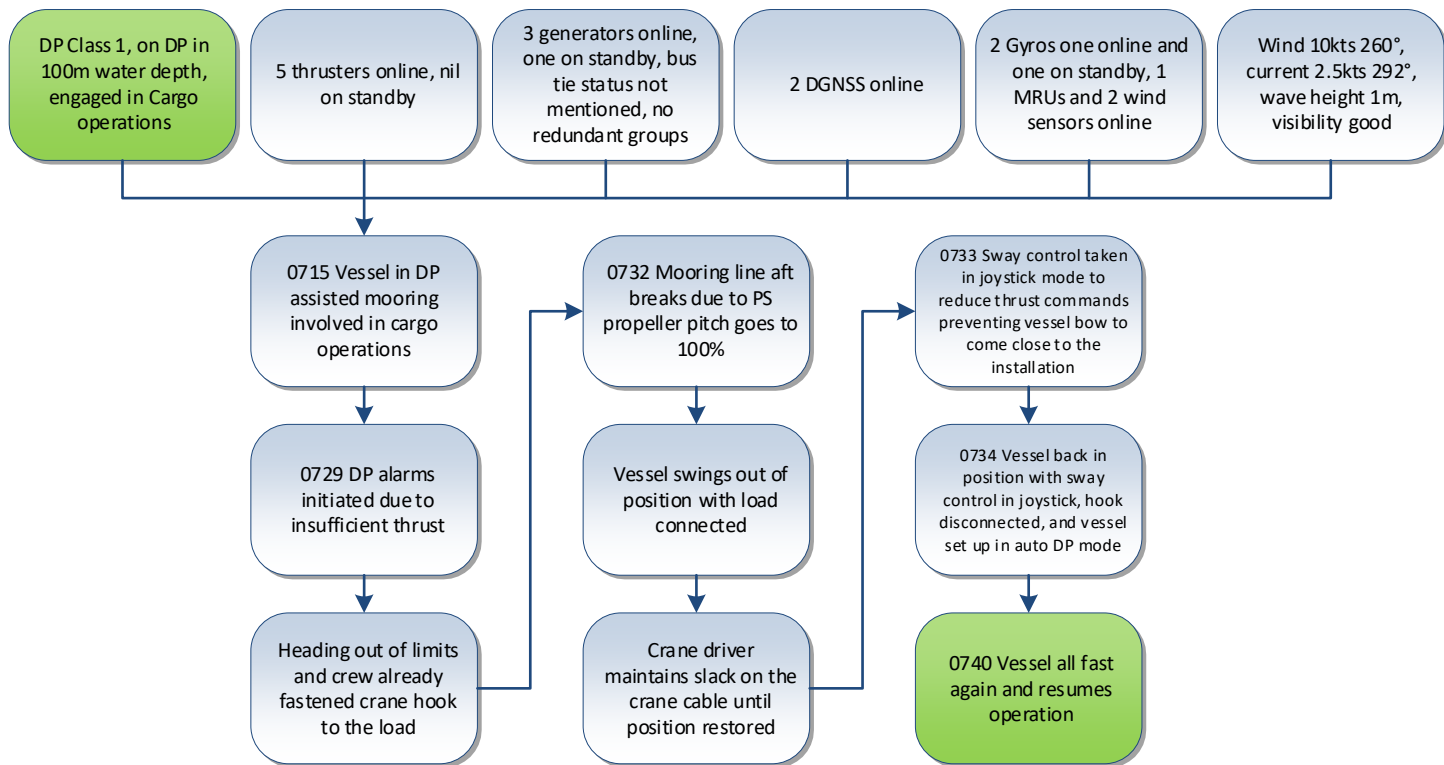 DP Class 1, on DP in
100m water depth,
engaged in Cargo
operations
5 thrusters online, nil
on standby
3 generators online,
one on standby, bus
tie status not
mentioned, no
redundant groups
2 DGNSS online
2 Gyros one online and
one on standby, 1
MRUs and 2 wind
sensors online
Wind 10kts 260°,
current 2.5kts 292°,
wave height 1m,
visibility good
0715 Vessel in DP
assisted mooring
involved in cargo
operations
0729 DP alarms
initiated due to
insufficient thrust
Heading out of limits
and crew already
fastened crane hook
to the load
0732 Mooring line aft
breaks due to PS
propeller pitch goes to
100%
Vessel swings out of
position with load
connected
Crane driver
maintains slack on the
crane cable until
position restored
0733 Sway control taken
in joystick mode to
reduce thrust commands
preventing vessel bow to
come close to the
installation
0734 Vessel back in
position with sway
control in joystick, hook
disconnected, and vessel
set up in auto DP mode
0740 Vessel all fast
again and resumes
operation